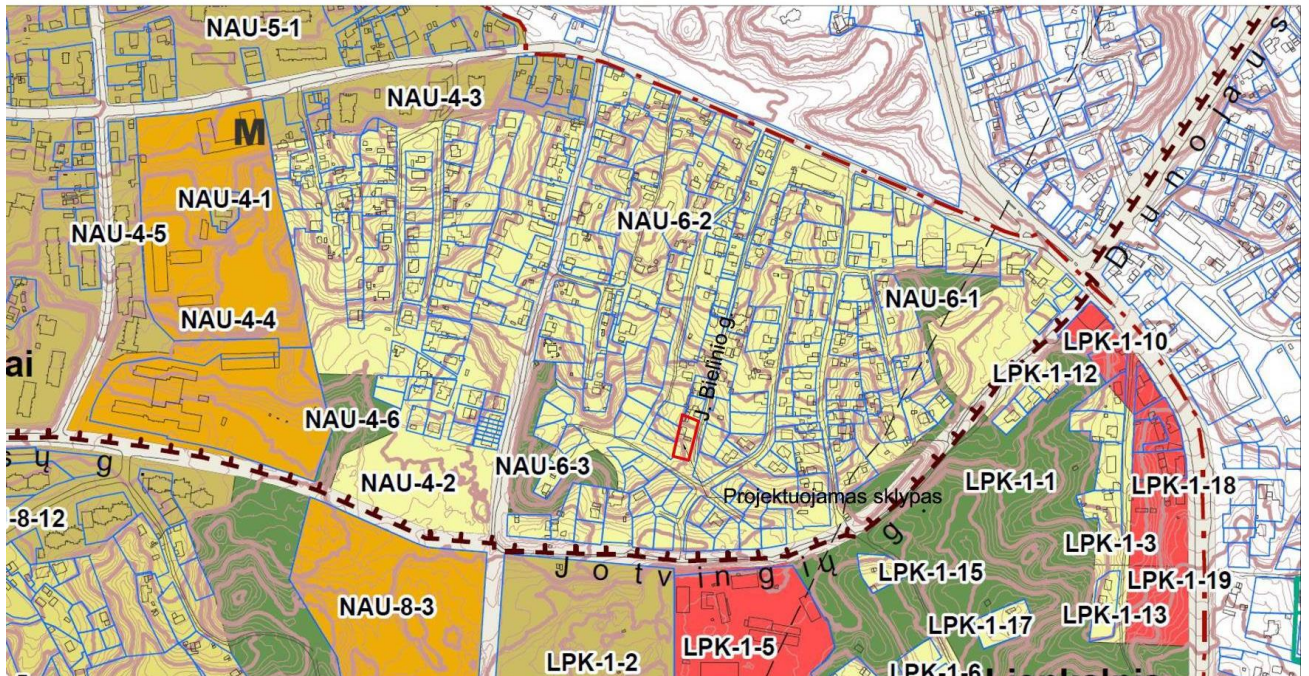 NAU-5-1
NAU-4-3
M
NAU-4-1
NAU-6-2
NAU-4-5
Dunojaus
NAU-6-1
NAU-4-4
LPK-1-10
J. Bielinio g.
LPK-1-12
ai
NAU-4-6
NAU-6-3
sų g.
NAU-4-2
LPK-1-1
LPK-1-18
Projektuojamas sklypas
-8-12
LPK-1-3
Jotvingių g.
LPK-1-15
LPK-1-19
NAU-8-3
LPK-1-13
LPK-1-17
LPK-1-5
LPK-1-2
LPK-1-6